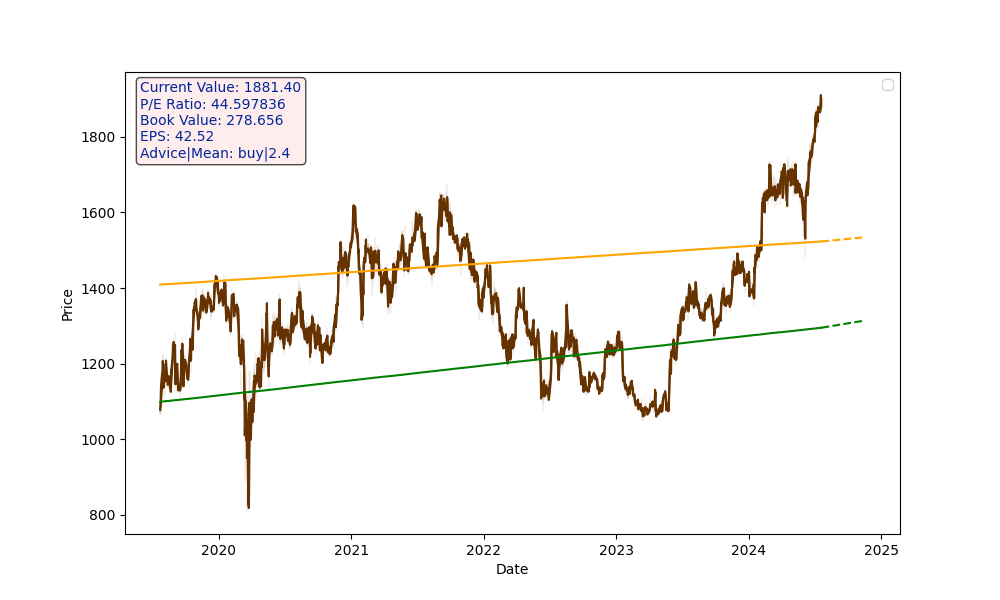 Current Value: 1881.40
P/E Ratio: 44.597836
Book Value: 278.656
EPS: 42.52
Advice|Mean: buy|2.4
Price
1800
1600
1400
1200
1000
800
2020
2021
2022
2023
2024
2025
Date